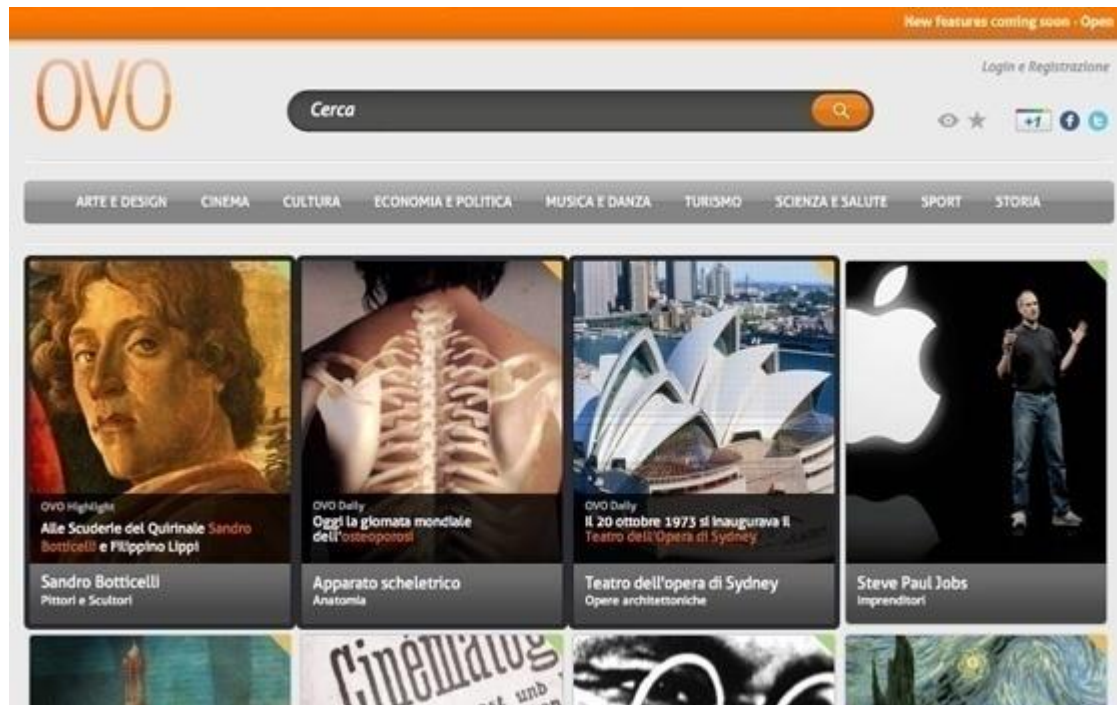 New features coming soon - Open
OVO
Login e Registrazione
Cerca
+1
ARTE E DESIGN CINEMA CULTURA ECONOMIA E POLITICA MUSICA E DANZA TURISMO SCIENZA E SALUTE SPORT STORIA
OVO Highlight
Alle Scuderie del Quirinale Sandro
Botticelli e Filippino Lippi
Sandro Botticelli
Pittori e Scultori
OVO Daily
Oggi la giornata mondiale
dell'osteoporosi
Apparato scheletrico
Anatomia
OVO Daily
Il 20 ottobre 1973 si inaugurava il
Teatro dell'Opera di Sydney
Teatro dell'opera di Sydney
Opere architettoniche
Steve Paul Jobs
Imprenditori
Cinematog
und